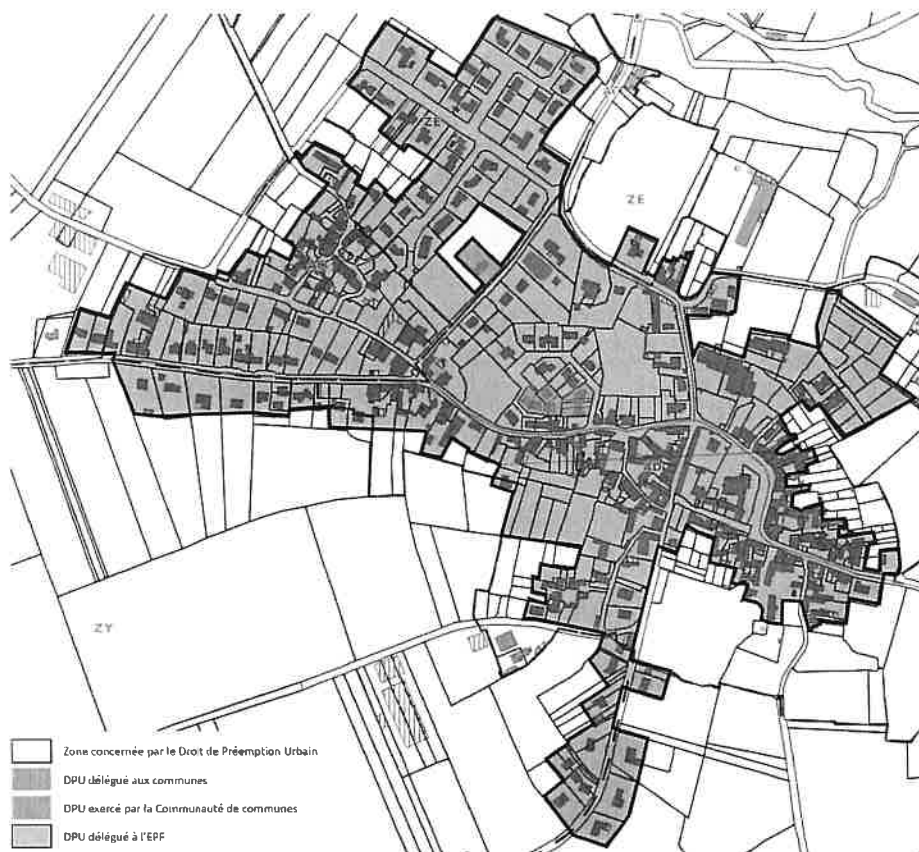 ZE
ZE
ZY
Zone concernée par le Droit de Préemption Urbain
DPU délégué aux communes
DPU exercé par la Communauté de communes
DPU délégué à l'EPF